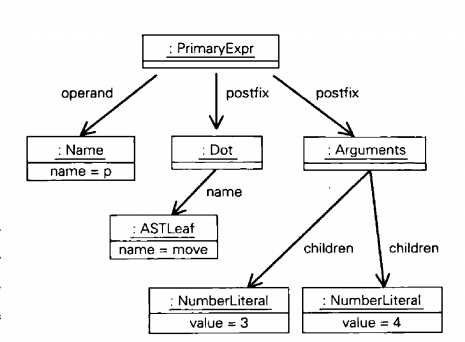 : PrimaryExpr
operand
postfix
postfix
: Name
name = p
: Dot
: Arguments
name
: ASTLeaf
name = move
children
children
: NumberLiteral
value = 3
: NumberLiteral
value = 4